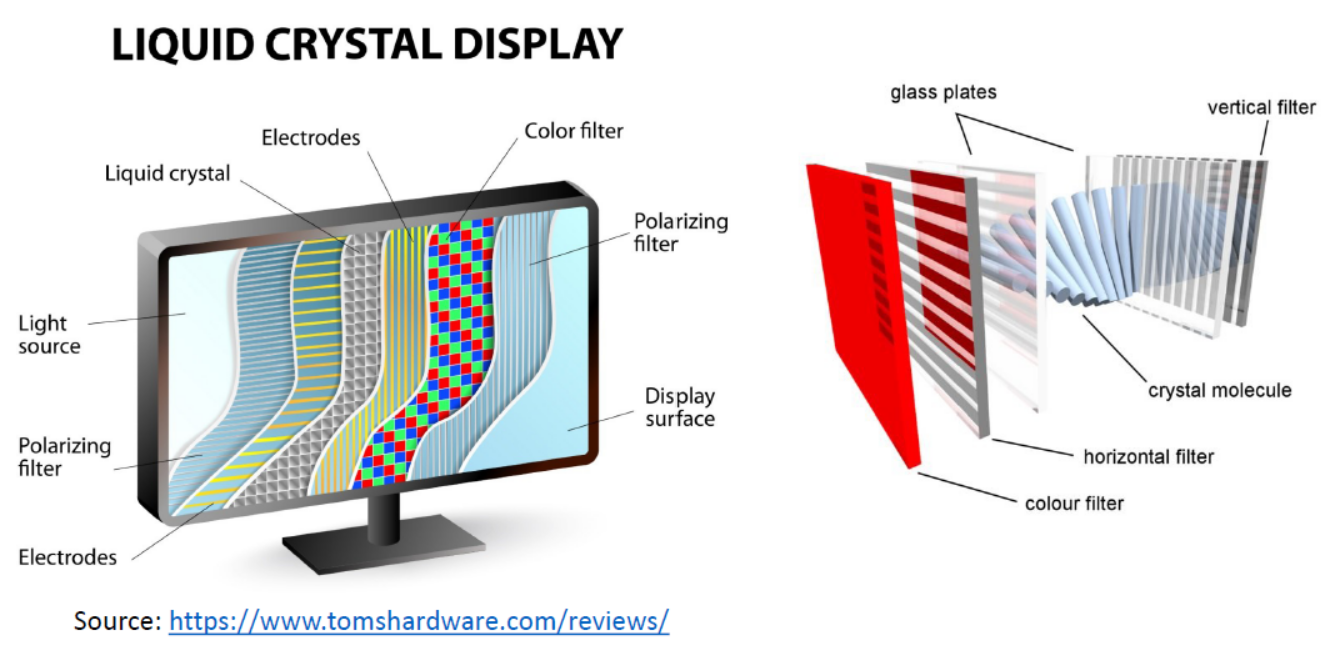 LIQUID CRYSTAL DISPLAY
Electrodes
Color filter
Liquid crystal
Polarizing
filter
Light
source
Display
surface
Polarizing
filter
Electrodes
Source: https://www.tomshardware.com/reviews/
glass plates
vertical filter
crystal molecule
horizontal filter
colour filter